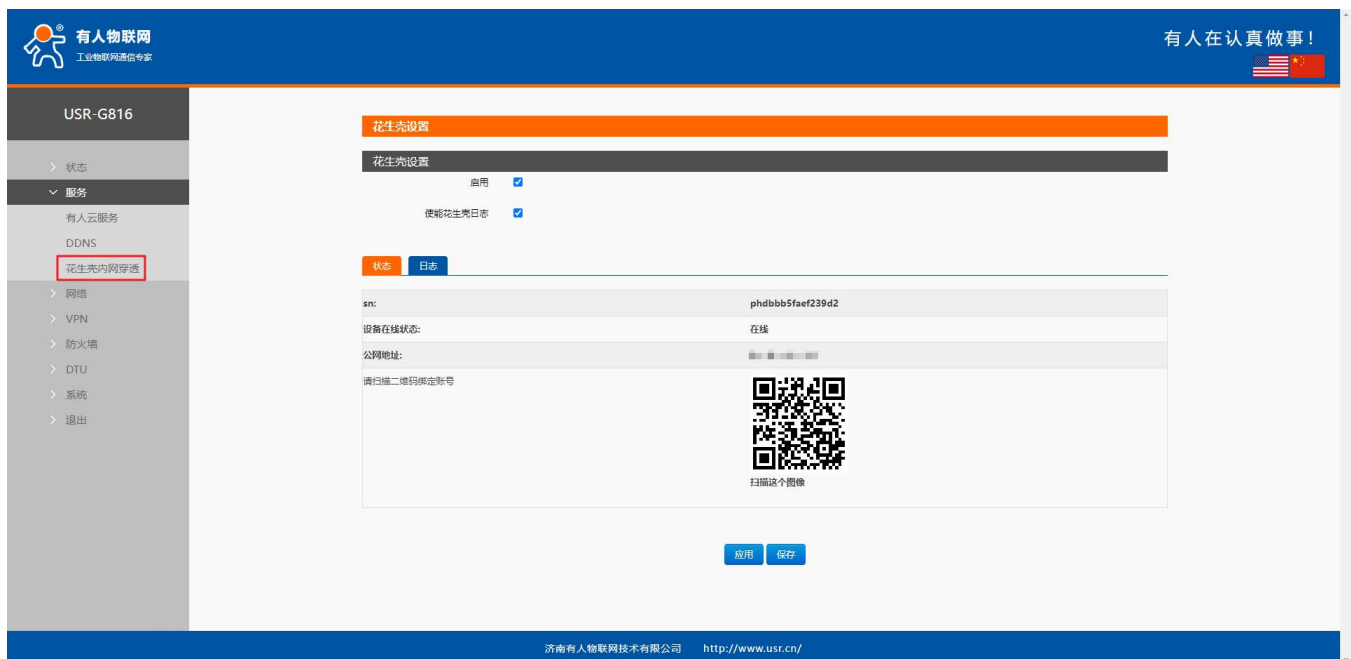 有人物联网
工业物联网通信专家
有人在认真做事!
USR-G816
状态
服务
有人云服务
DDNS
花生壳内网穿透
网络
VPN
防火墙
DTU
系统
退出
花生壳设置
花生壳设置
启用
使能花生壳日志
状态 日志
sn: phdbbb5faef239d2
设备在线状态: 在线
公网地址:
请扫描二维码绑定账号
扫描这个图像
应用 保存
济南有人物联网技术有限公司 http://www.usr.cn/